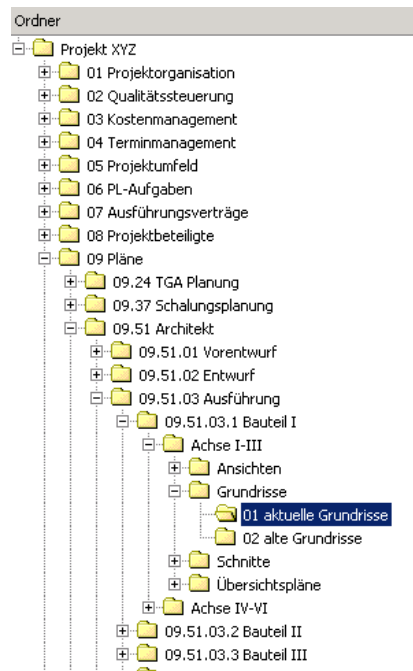 Ordner
Projekt XYZ
01 Projektorganisation
02 Qualitätssteuerung
03 Kostenmanagement
04 Terminmanagement
05 Projektumfeld
06 PL-Aufgaben
07 Ausführungsverträge
08 Projektbeteiligte
09 Pläne
09.24 TGA Planung
09.37 Schalungsplanung
09.51 Architekt
09.51.01 Vorentwurf
09.51.02 Entwurf
09.51.03 Ausführung
09.51.03.1 Bauteil I
Achse I-III
Ansichten
Grundrisse
01 aktuelle Grundrisse
02 alte Grundrisse
Schnitte
Übersichtspläne
Achse IV-VI
09.51.03.2 Bauteil II
09.51.03.3 Bauteil III